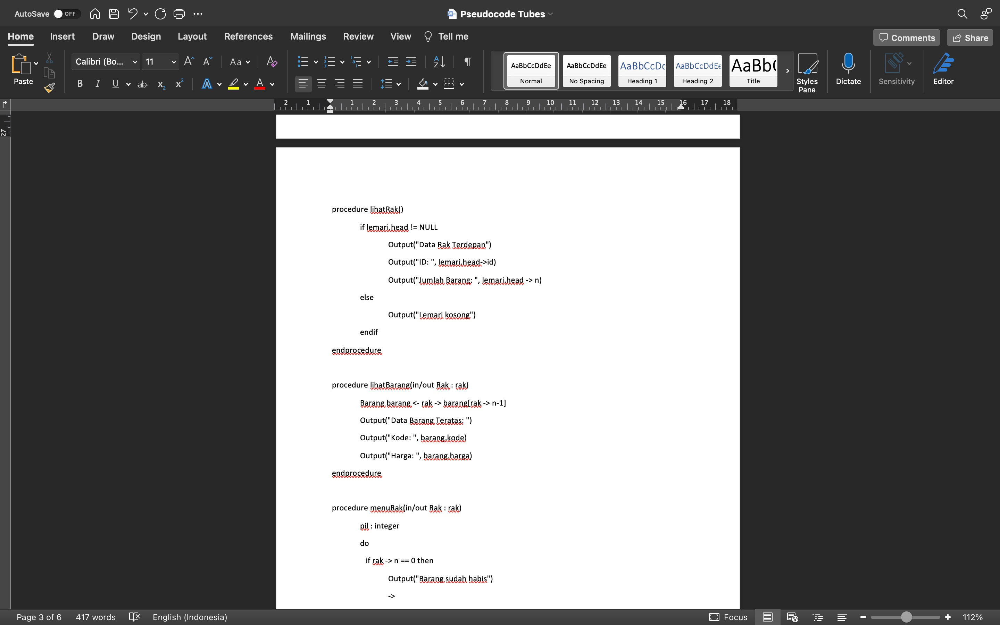 AutoSave OFF
Pseudocode Tubes
Home Insert Draw Design Layout References Mailings Review View Tell me
Comments Share
Paste
Calibri (Bo... 11
AaBbCcDdEe Normal
AaBbCcDdEe No Spacing
AaBbCcDc Heading 1
AaBbCcDdEe Heading 2
AaBb( Title
Styles Pane
Dictate
Sensitivity
Editor
2 1 1 2 3 4 5 6 7 8 9 10 11 12 13 14 15 16 17 18
27
procedure lihatRak()
if lemari.head != NULL
Output("Data Rak Terdepan")
Output("ID: ", lemari.head->id)
Output("Jumlah Barang: ", lemari.head -> n)
else
Output("Lemari kosong")
endif
endprocedure
procedure lihatBarang(in/out Rak : rak)
Barang barang <- rak -> barang[rak -> n-1]
Output("Data Barang Teratas: ")
Output("Kode: ", barang.kode)
Output("Harga: ", barang.harga)
endprocedure
procedure menuRak(in/out Rak : rak)
pil : integer
do
if rak -> n == 0 then
Output("Barang sudah habis")
->
Page 3 of 6 417 words English (Indonesia) Focus 112%